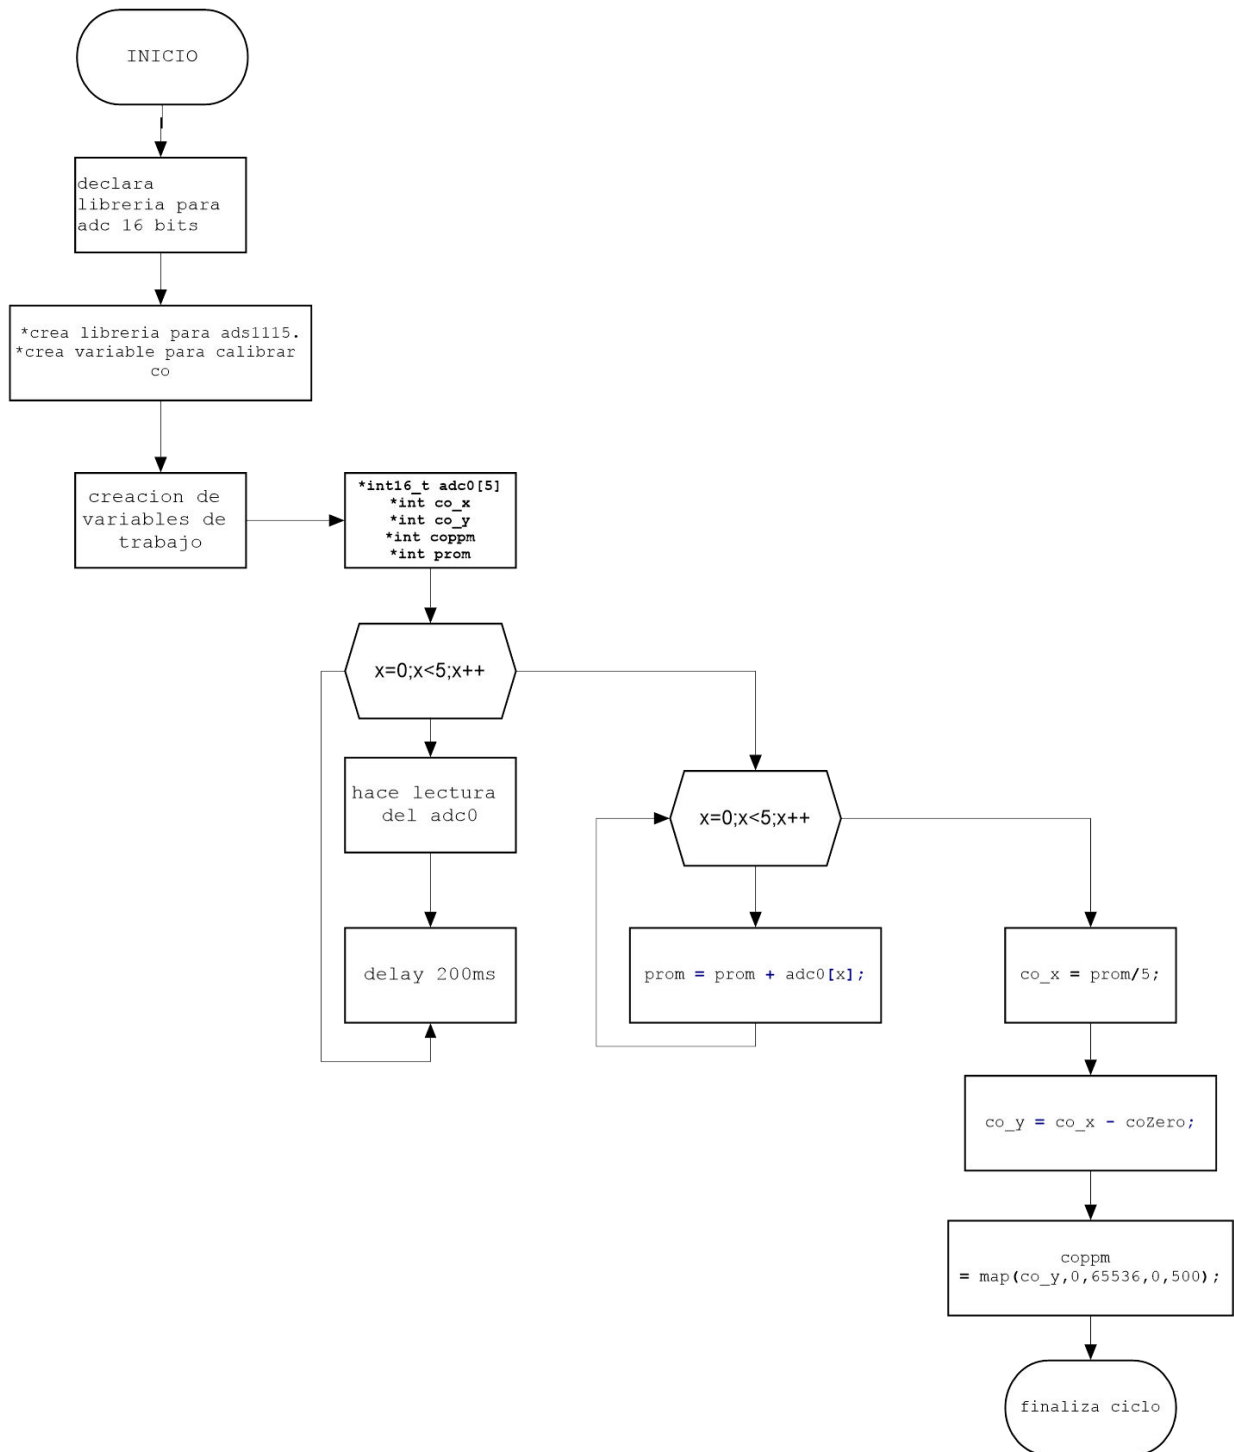 INICIO
declara
libreria para
adc 16 bits
*crea libreria para ads1115.
*crea variable para calibrar
co
creacion de
variables de
trabajo
*int16_t adc0[5]
*int co_x
*int co_y
*int coppm
*int prom
x=0;x<5;x++
hace lectura
del adc0
delay 200ms
x=0;x<5;x++
prom = prom + adc0[x];
co_x = prom/5;
co_y = co_x - coZero;
coppm
= map(co_y,0,65536,0,500);
finaliza ciclo